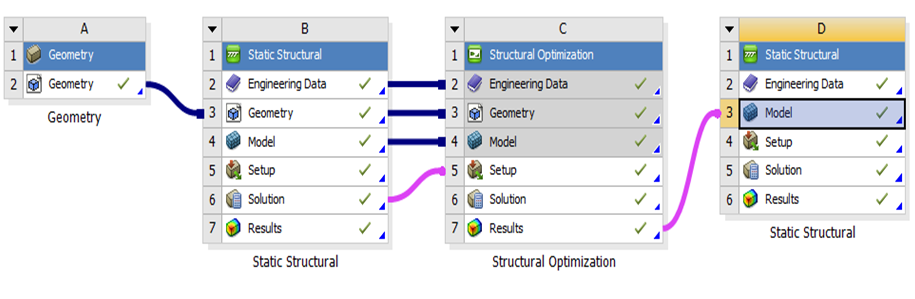 A
1 Geometry
2 Geometry
Geometry
B
1 Static Structural
2 Engineering Data
3 Geometry
4 Model
5 Setup
6 Solution
7 Results
Static Structural
C
1 Structural Optimization
2 Engineering Data
3 Geometry
4 Model
5 Setup
6 Solution
7 Results
Structural Optimization
D
1 Static Structural
2 Engineering Data
3 Model
4 Setup
5 Solution
6 Results
Static Structural